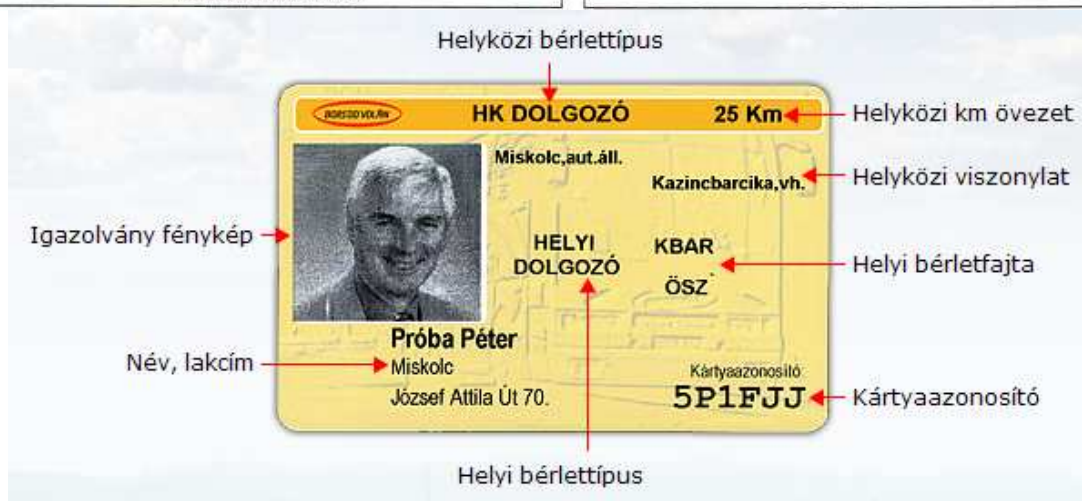 Helyközi bérlettípus
BORSOD VOLÁN
HK DOLGOZÓ
25 Km
Helyközi km övezet
Miskolc,aut.áll.
Kazincbarcika,vh.
Helyközi viszonylat
Igazolvány fénykép
HELYI
DOLGOZÓ
KBAR
ÖSZ
Helyi bérletfajta
Próba Péter
Név, lakcím
Miskolc
József Attila Út 70.
Kártyaazonosító
5P1FJJ
Kártyaazonosító
Helyi bérlettípus